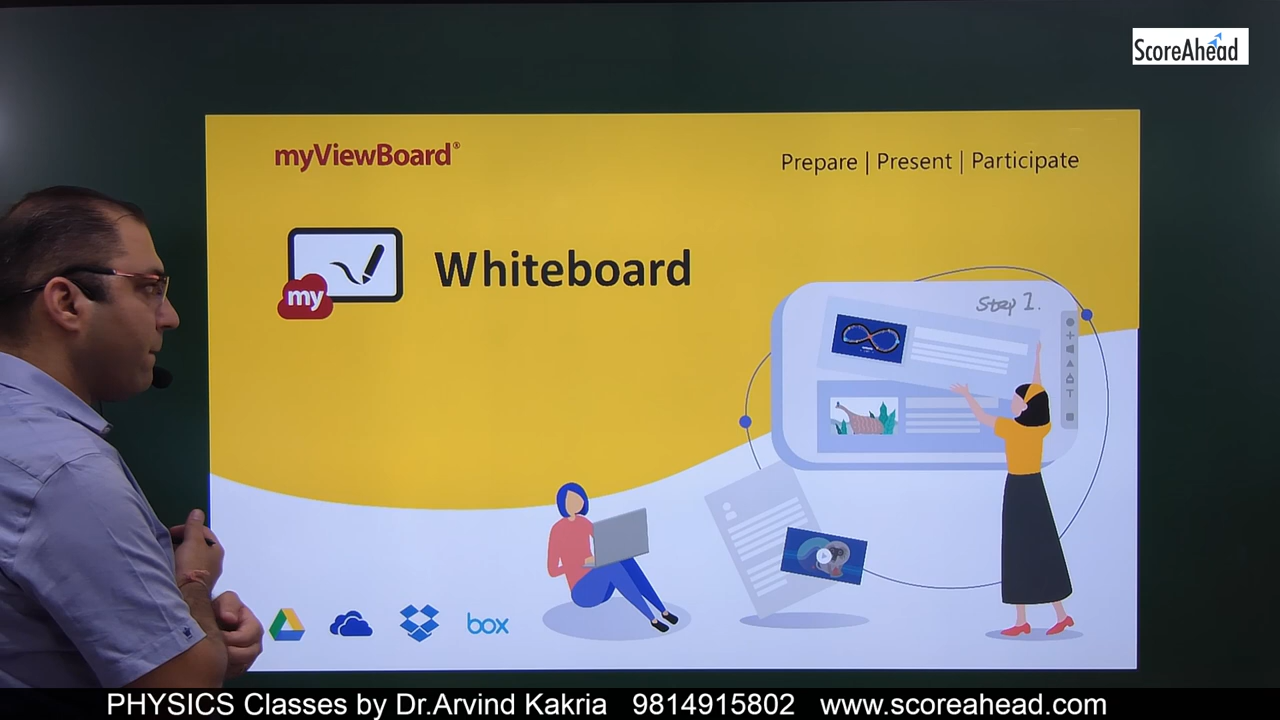 ScoreAhead
myViewBoard®
Prepare | Present | Participate
Whiteboard
my
Step 1.
T
box
PHYSICS Classes by Dr.Arvind Kakria 9814915802 www.scoreahead.com